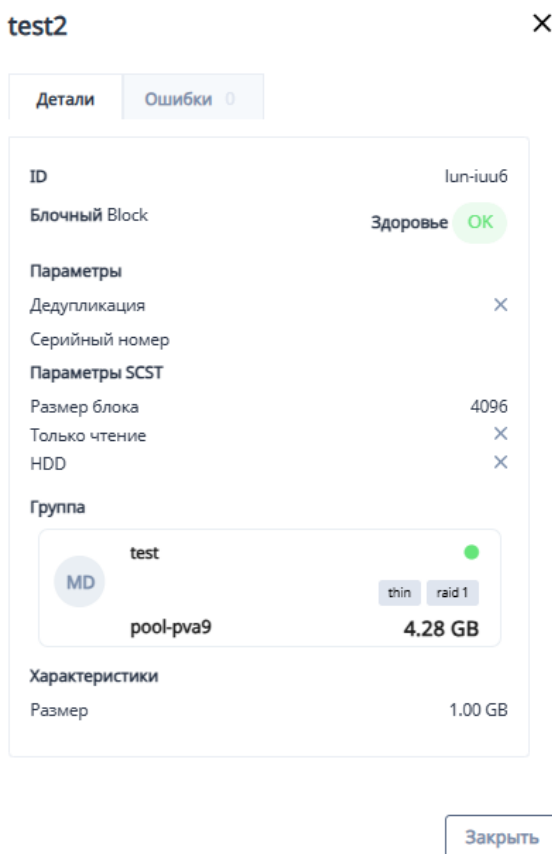 test2
Детали Ошибки 0
ID lun-iuu6
Блочный Block Здоровье OK
Параметры
Дедупликация
Серийный номер
Параметры SCST
Размер блока 4096
Только чтение
HDD
Группа
test
MD
thin raid 1
pool-pva9 4.28 GB
Характеристики
Размер 1.00 GB
Закрыть